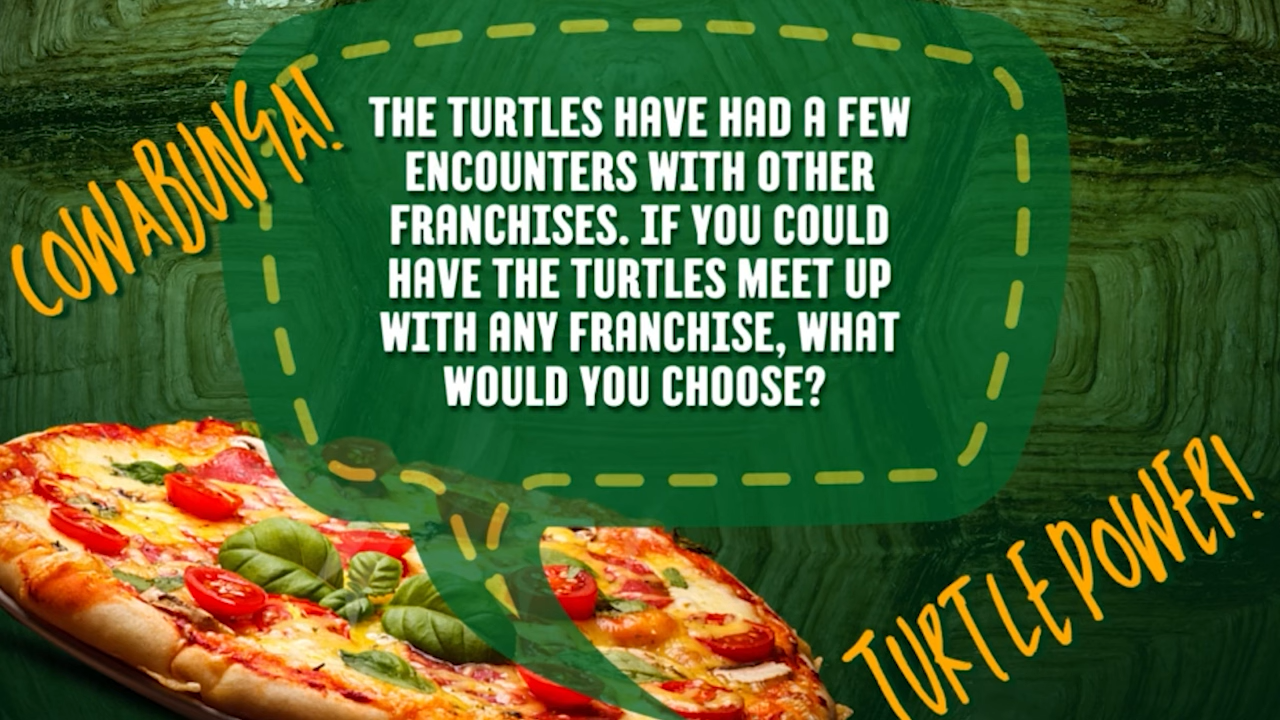 COWABUNGA!
THE TURTLES HAVE HAD A FEW
ENCOUNTERS WITH OTHER
FRANCHISES. IF YOU COULD
HAVE THE TURTLES MEET UP
WITH ANY FRANCHISE, WHAT
WOULD YOU CHOOSE?
TURTLE POWER!